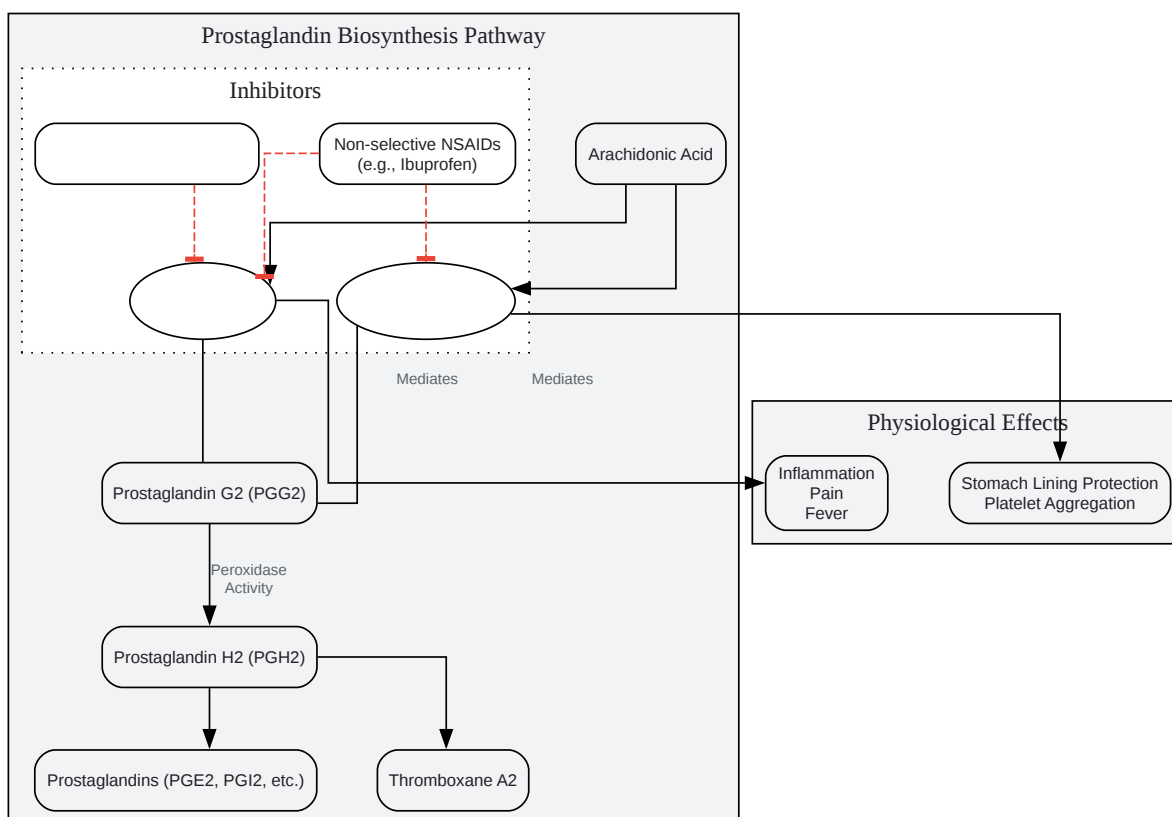 Prostaglandin Biosynthesis Pathway
Inhibitors
Non-selective NSAIDs
(e.g., Ibuprofen)
Arachidonic Acid
Mediates
Mediates
Physiological Effects
Inflammation
Pain
Fever
Stomach Lining Protection
Platelet Aggregation
Prostaglandin G2 (PGG2)
Peroxidase
Activity
Prostaglandin H2 (PGH2)
Prostaglandins (PGE2, PGI2, etc.)
Thromboxane A2